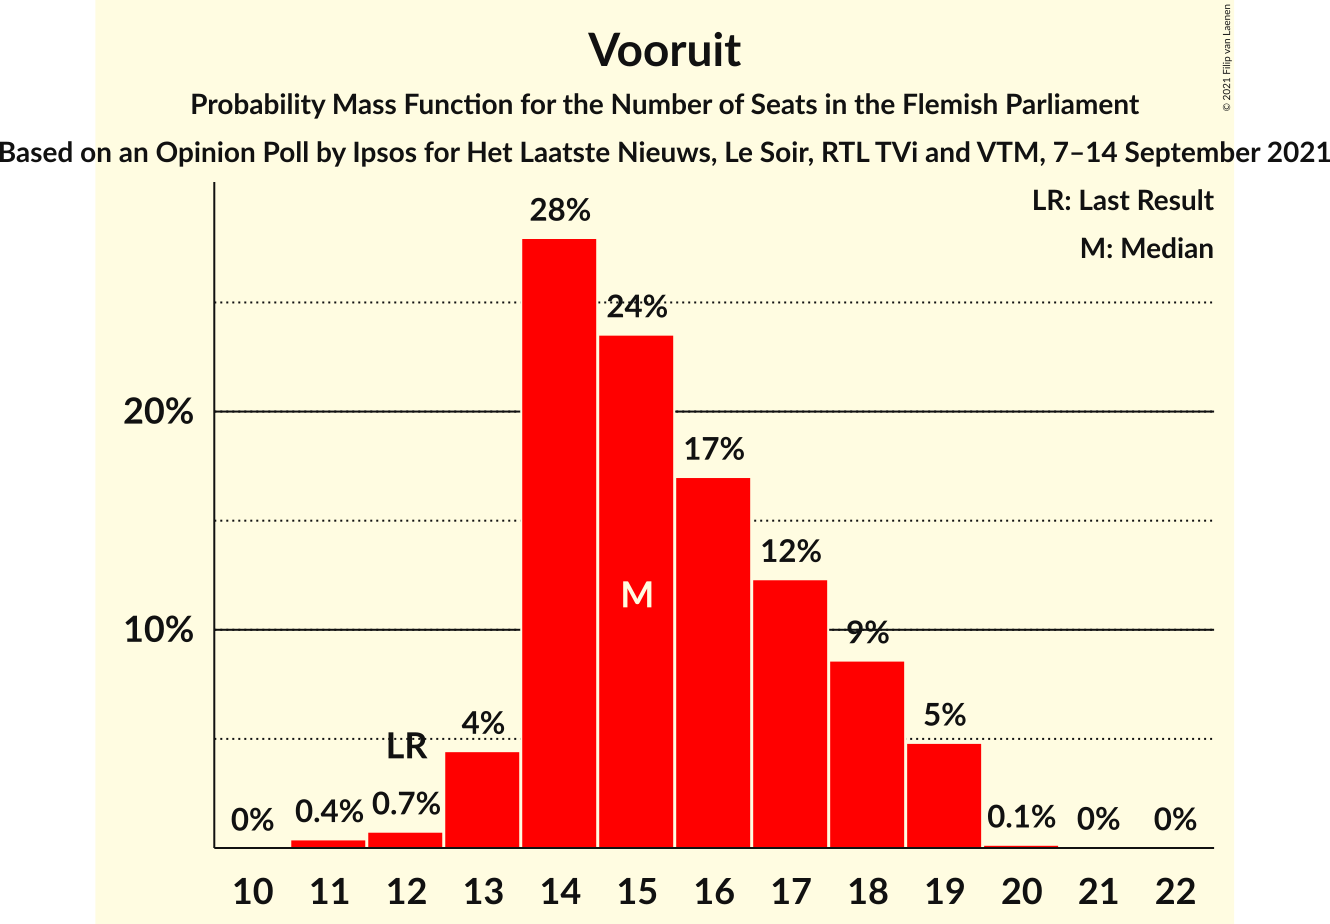 Vooruit
Probability Mass Function for the Number of Seats in the Flemish Parliament
Based on an Opinion Poll by Ipsos for Het Laatste Nieuws, Le Soir, RTL TVi and VTM, 7–14 September 2021
© 2021 Filip van Laenen
LR: Last Result
M: Median
28%
24%
20%
17%
12%
M
10%
9%
5%
4%
LR
0% 0.4% 0.7% 0.1% 0% 0%
10 11 12 13 14 15 16 17 18 19 20 21 22